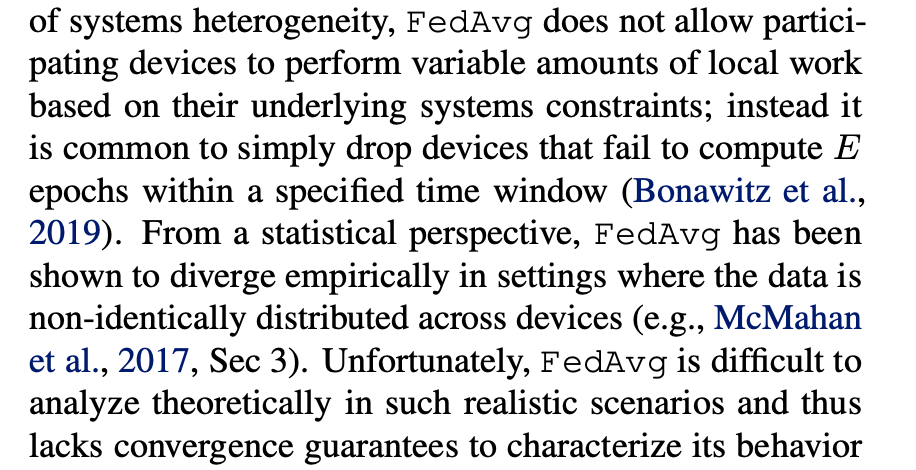 of systems heterogeneity, FedAvg does not allow partici-
pating devices to perform variable amounts of local work
based on their underlying systems constraints; instead it
is common to simply drop devices that fail to compute E
epochs within a specified time window (Bonawitz et al.,
2019). From a statistical perspective, FedAvg has been
shown to diverge empirically in settings where the data is
non-identically distributed across devices (e.g., McMahan
et al., 2017, Sec 3). Unfortunately, FedAvg is difficult to
analyze theoretically in such realistic scenarios and thus
lacks convergence guarantees to characterize its behavior